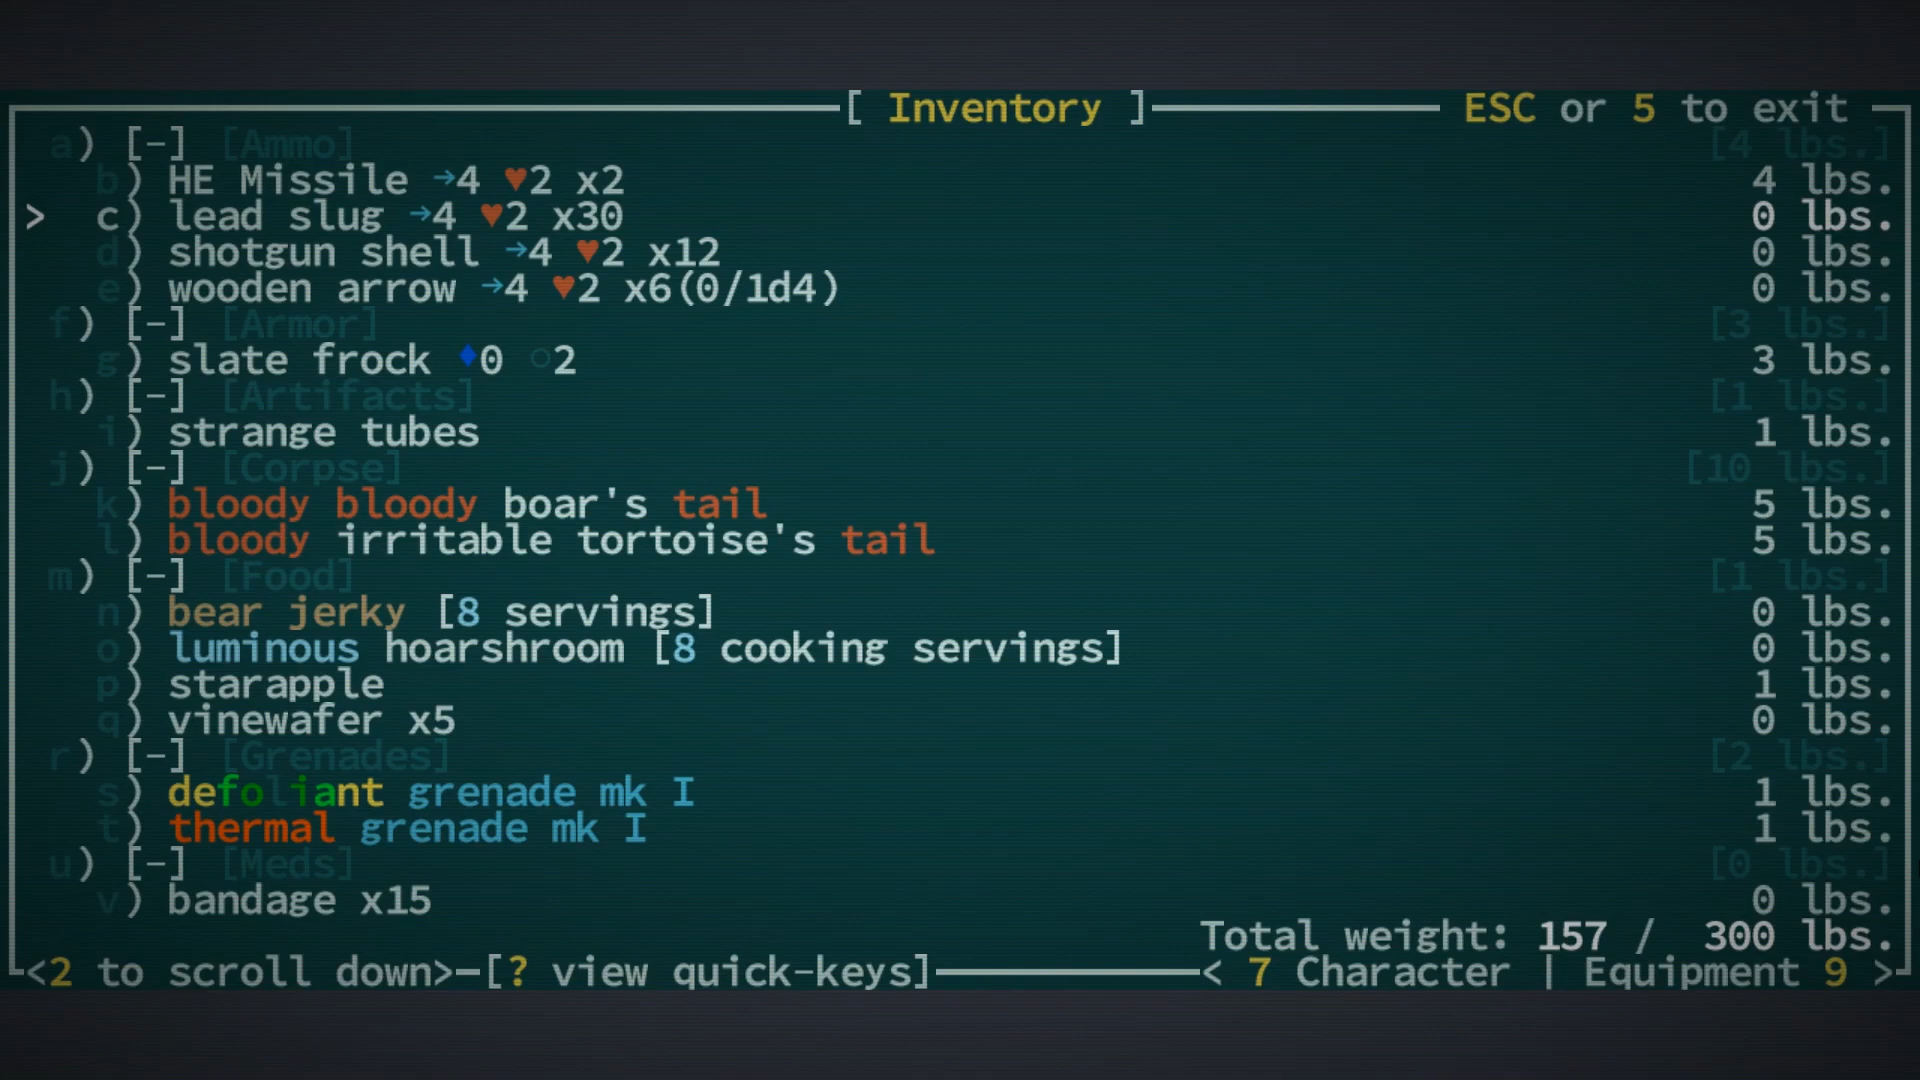 [ Inventory ] ESC or 5 to exit
a) [-] [Ammo] [4 lbs.]
b) HE Missile →4 ♥2 x2 4 lbs.
> c) lead slug →4 ♥2 x30 0 lbs.
d) shotgun shell →4 ♥2 x12 0 lbs.
e) wooden arrow →4 ♥2 x6(0/1d4) 0 lbs.
f) [-] [Armor] [3 lbs.]
g) slate frock ♦0 ○2 3 lbs.
h) [-] [Artifacts] [1 lbs.]
i) strange tubes 1 lbs.
j) [-] [Corpse] [10 lbs.]
k) bloody bloody boar's tail 5 lbs.
l) bloody irritable tortoise's tail 5 lbs.
m) [-] [Food] [1 lbs.]
n) bear jerky [8 servings] 0 lbs.
o) luminous hoarshroom [8 cooking servings] 0 lbs.
p) starapple 1 lbs.
q) vinewafer x5 0 lbs.
r) [-] [Grenades] [2 lbs.]
s) defoliant grenade mk I 1 lbs.
t) thermal grenade mk I 1 lbs.
u) [-] [Meds] [0 lbs.]
v) bandage x15 0 lbs.
Total weight: 157 / 300 lbs.
<2 to scroll down> [? view quick-keys] < 7 Character | Equipment 9 >